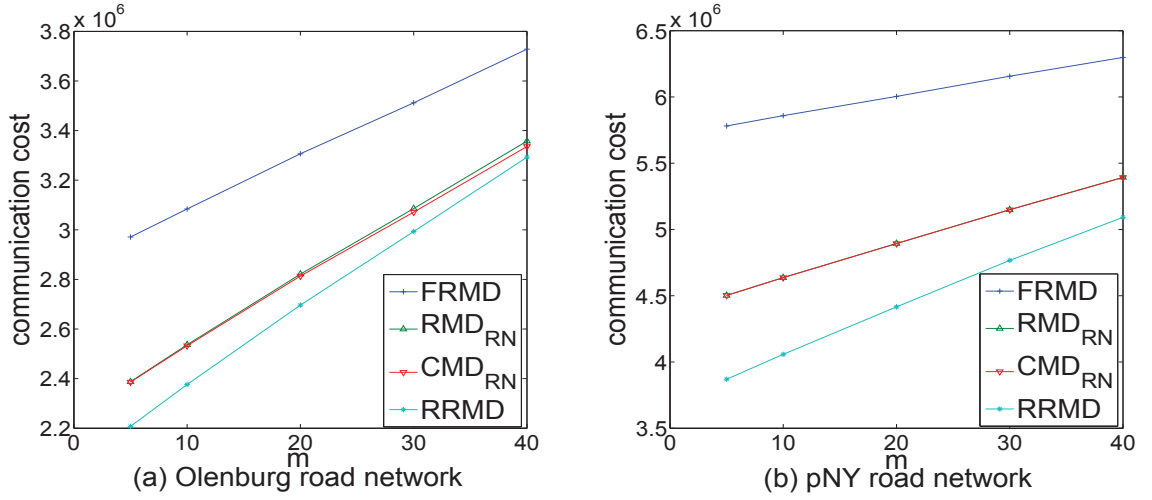 x 10^6
3.8
3.6
3.4
3.2
3
2.8
2.6
2.4
2.2
0
10
20
30
40
communication cost
m
FRMD
RMD_RN
CMD_RN
RRMD
(a) Olenburg road network
x 10^6
6.5
6
5.5
5
4.5
4
3.5
0
10
20
30
40
communication cost
m
FRMD
RMD_RN
CMD_RN
RRMD
(b) pNY road network